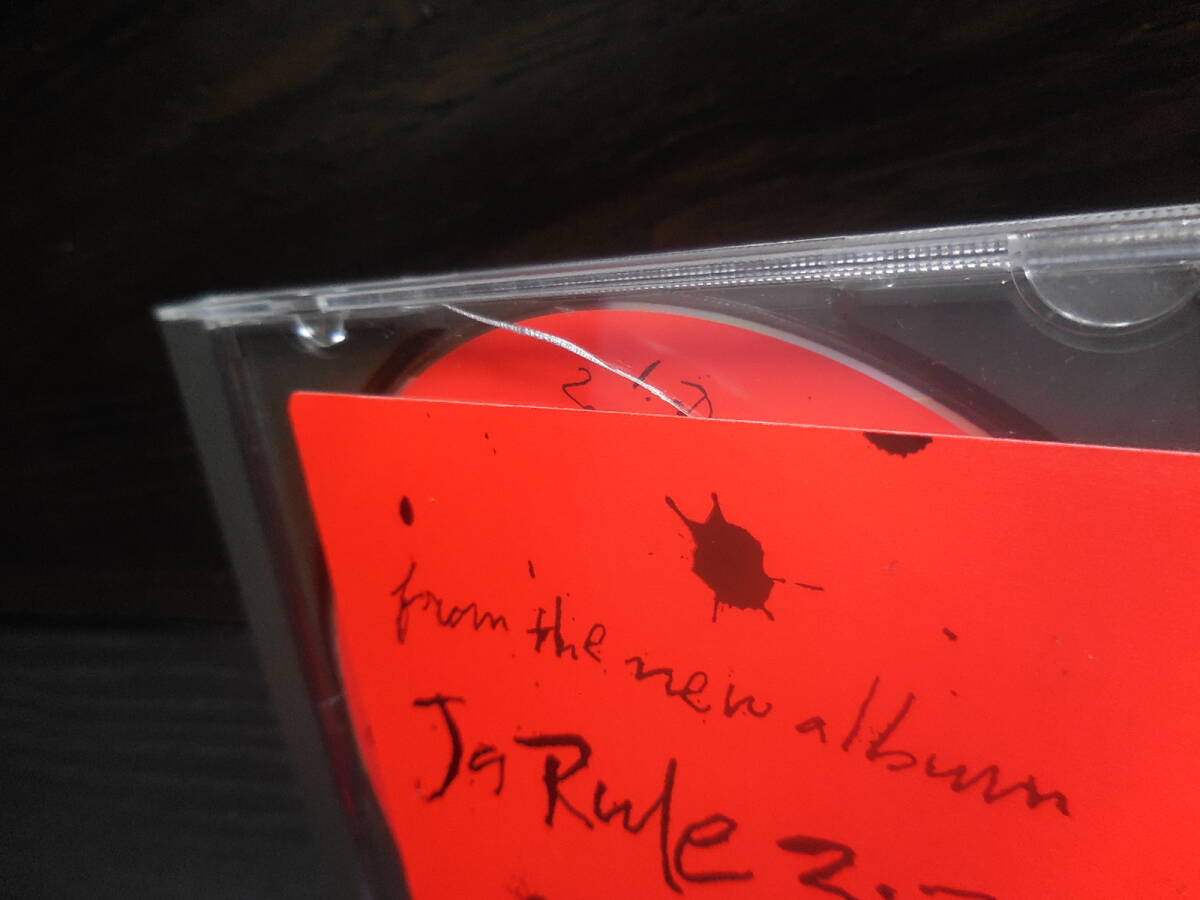 from the new album
Ja Rule